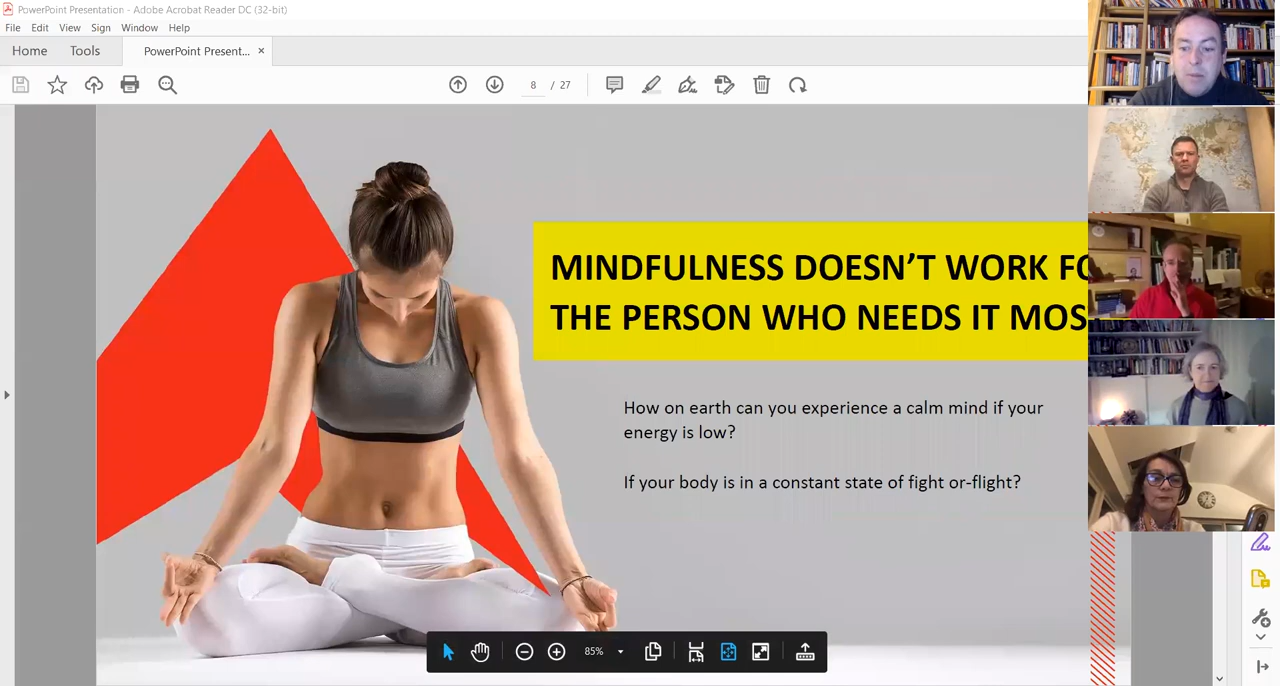 PowerPoint Presentation - Adobe Acrobat Reader DC (32-bit)
File Edit View Sign Window Help
Home Tools PowerPoint Present... ×
8 / 27
MINDFULNESS DOESN’T WORK FO
THE PERSON WHO NEEDS IT MOS
How on earth can you experience a calm mind if your
energy is low?
If your body is in a constant state of fight or-flight?
85%